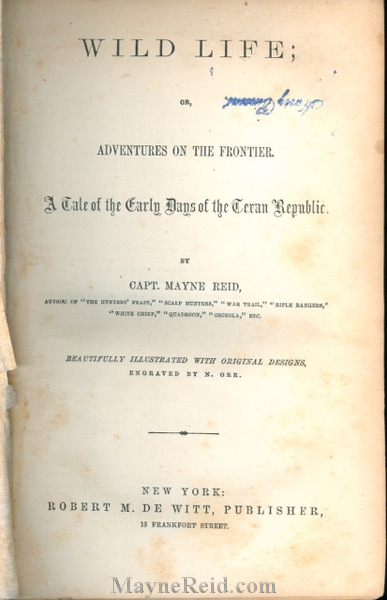 WILD LIFE;
OR,
ADVENTURES ON THE FRONTIER.
A Tale of the Early Days of the Texan Republic.
BY
CAPT. MAYNE REID,
AUTHOR OF "THE HUNTERS' FEAST," "SCALP HUNTERS," "WAR TRAIL," "RIFLE RANGERS,"
"WHITE CHIEF," "QUADROON," "OSCEOLA," ETC.
BEAUTIFULLY ILLUSTRATED WITH ORIGINAL DESIGNS,
ENGRAVED BY N. ORR.
NEW YORK:
ROBERT M. DE WITT, PUBLISHER,
13 FRANKFORT STREET.
MayneReid.com